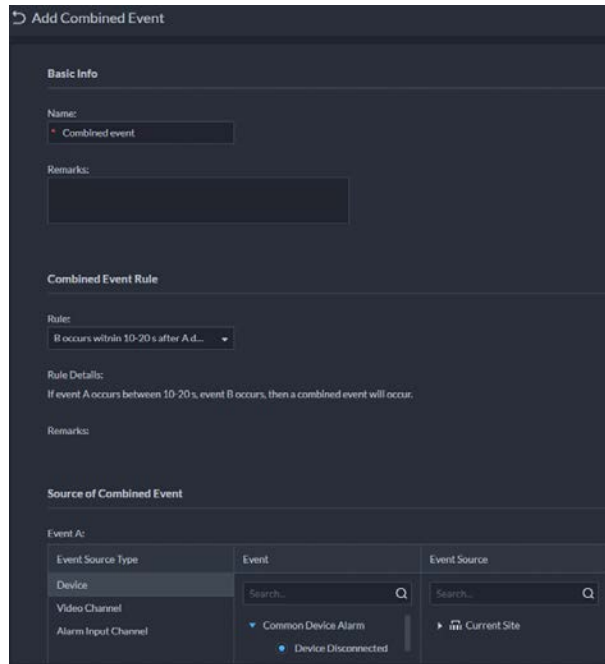 Add Combined Event
Basic Info
Name:
* Combined event
Remarks:
Combined Event Rule
Rule:
B occurs witnin 10-20 s after A d...
Rule Details:
If event A occurs between 10-20 s, event B occurs, then a combined event will occur.
Remarks:
Source of Combined Event
Event A:
Event Source Type
Event
Event Source
Device
Search...
Search...
Video Channel
Alarm Input Channel
Common Device Alarm
Current Site
Device Disconnected